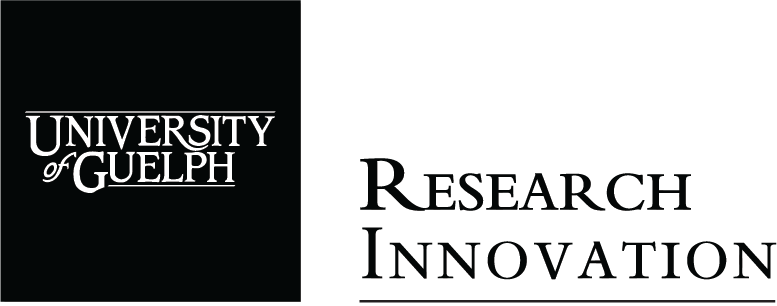 UNIVERSITY
of GUELPH
RESEARCH
INNOVATION